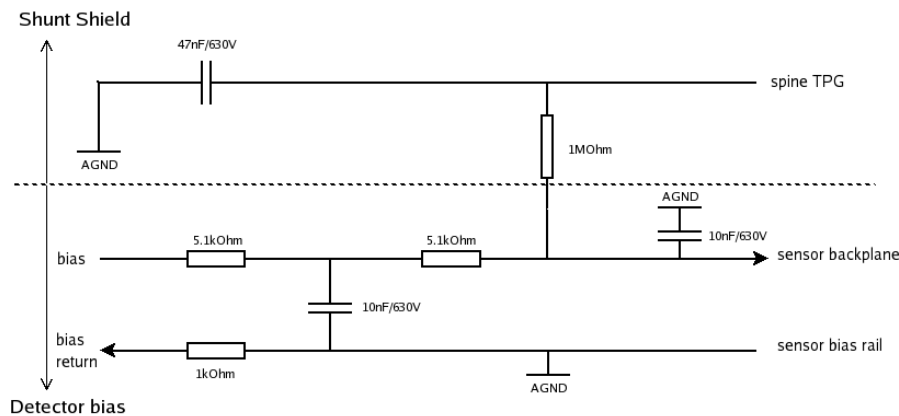 Shunt Shield
47nF/630V
spine TPG
AGND
1MOhm
AGND
5.1kOhm
5.1kOhm
10nF/630V
bias
sensor backplane
10nF/630V
bias
return
sensor bias rail
1kOhm
AGND
Detector bias